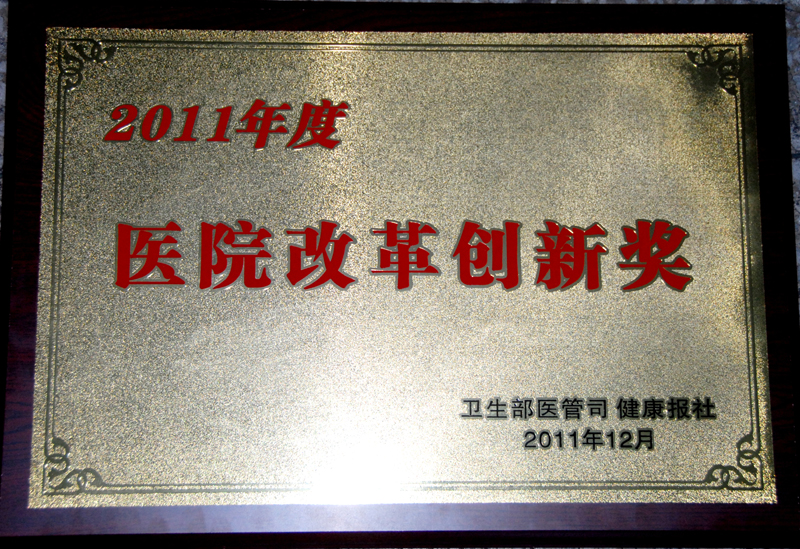 2011年度
医院改革创新奖
卫生部医管司 健康报社
2011年12月